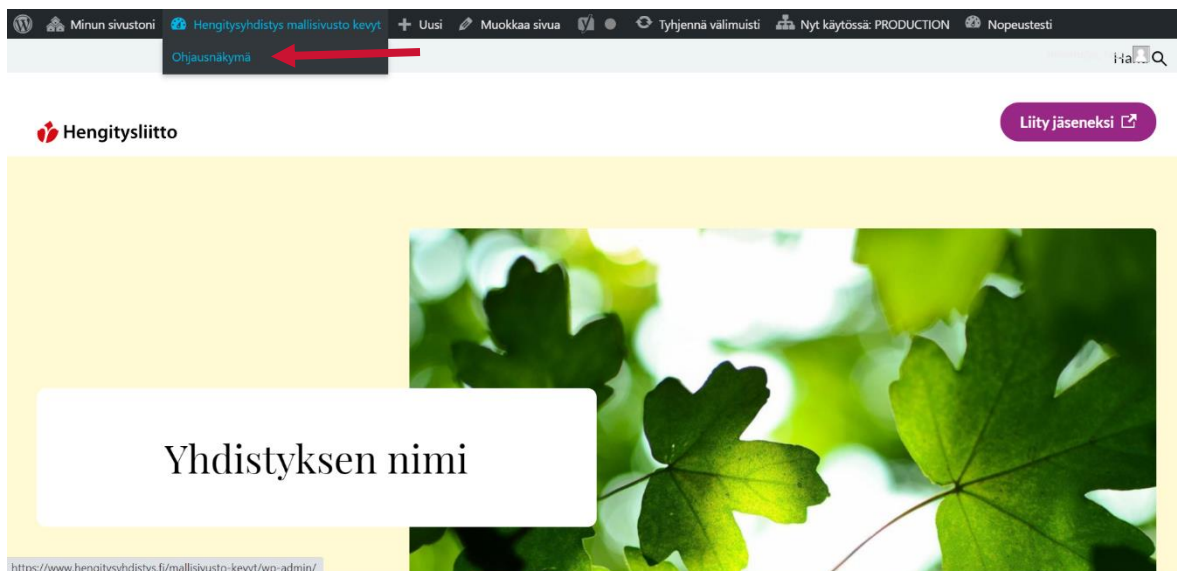 Minun sivustoni Hengitysyhdistys mallisivusto kevyt + Uusi Muokkaa sivua Tyhjennä välimuisti Nyt käytössä: PRODUCTION Nopeustesti
Ohjausnäkymä
Hengitysliitto
Liity jäseneksi
Yhdistyksen nimi
https://www.hengitysyhdistys.fi/mallisivusto-kevyt/wp-admin/